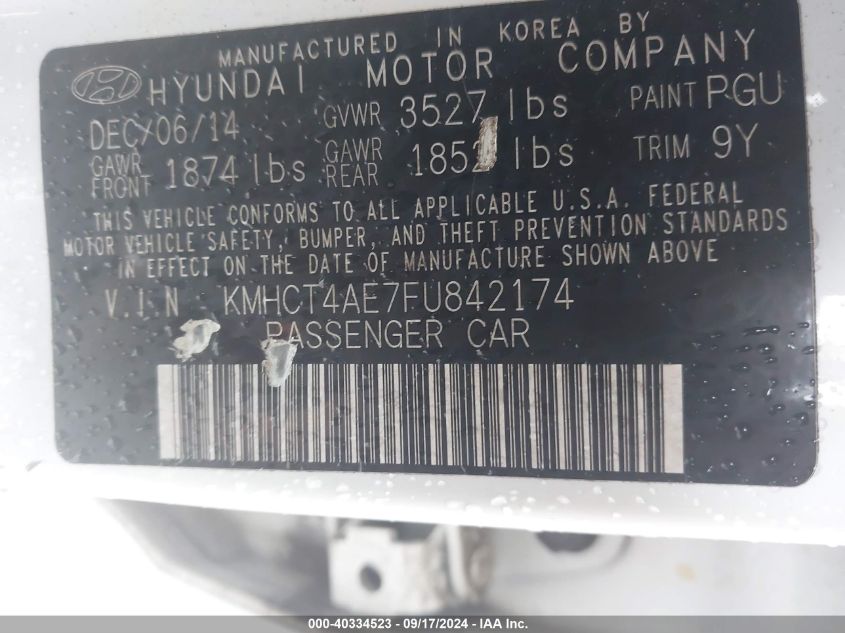 MANUFACTURED IN KOREA BY
HYUNDAI MOTOR COMPANY
DEC/06/14 GVWR 3527 lbs PAINT PGU
GAWR FRONT 1874 lbs GAWR REAR lbs TRIM 9Y
THIS VEHICLE CONFORMS TO ALL APPLICABLE U.S.A. FEDERAL
MOTOR VEHICLE SAFETY, BUMPER, AND THEFT PREVENTION STANDARDS
IN EFFECT ON THE DATE OF MANUFACTURE SHOWN ABOVE
V.I.N KMHCT4AE7FU842174
PASSENGER CAR
000-40334523 - 09/17/2024 - IAAI.com.